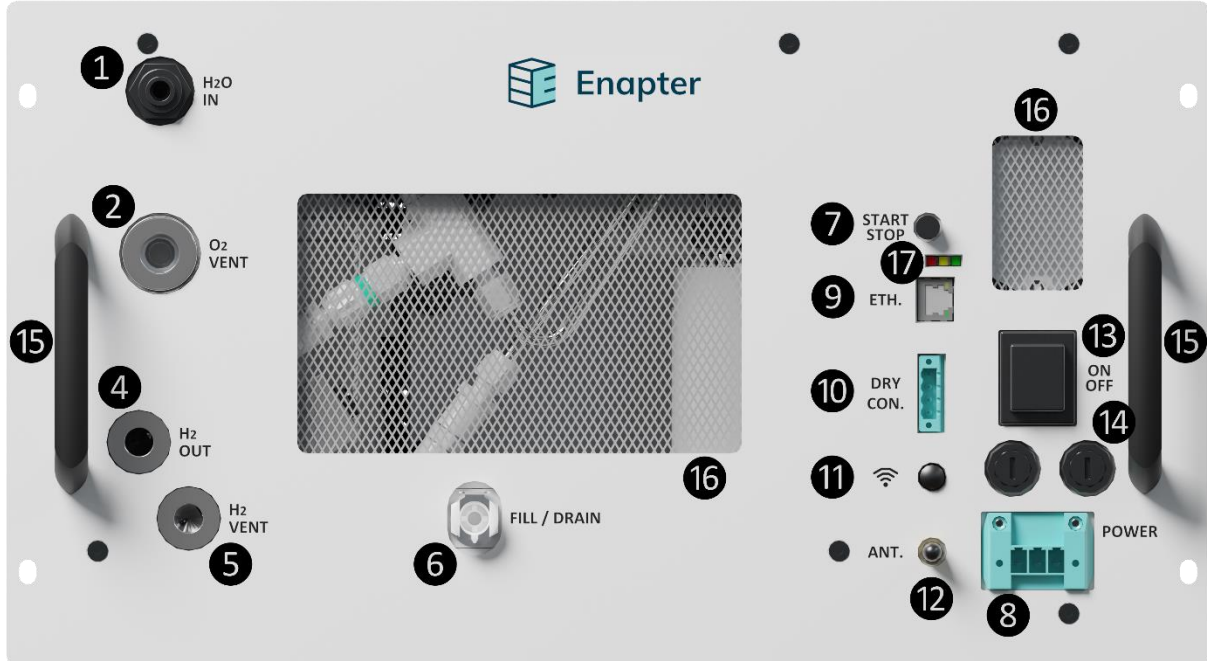 Enapter
1
H2O
IN
16
2
O2
VENT
7
START
STOP
17
9
ETH.
15
13
ON
OFF
15
4
H2
OUT
10
DRY
CON.
14
16
11
H2
VENT
5
6
FILL / DRAIN
ANT.
12
POWER
8